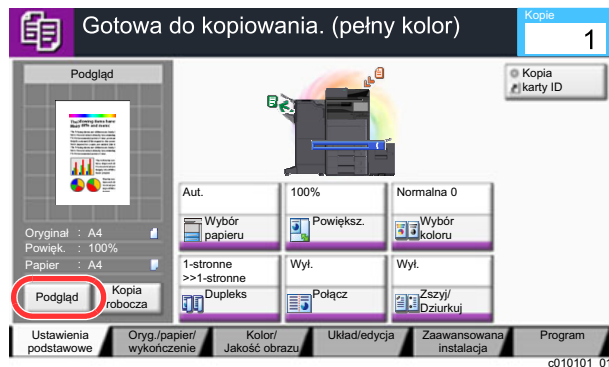 Gotowa do kopiowania. (pełny kolor)
Kopie
1
Podgląd
Kopia
karty ID
Oryginał : A4
Powięk. : 100%
Papier : A4
Podgląd
Kopia
robocza
Aut.
Wybór
papieru
100%
Powiększ.
Normalna 0
Wybór
koloru
1-stronne
>>1-stronne
Dupleks
Wył.
Połącz
Wył.
Zszyj/
Dziurkuj
Ustawienia
podstawowe
Oryg./papier/
wykończenie
Kolor/
Jakość obrazu
Układ/edycja
Zaawansowana
instalacja
Program
c010101_01